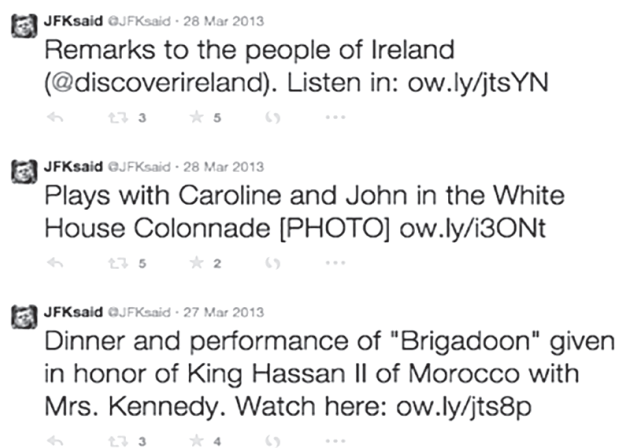 JFKsaid @JFKsaid · 28 Mar 2013
Remarks to the people of Ireland
(@discoverireland). Listen in: ow.ly/jtsYN
3 5
JFKsaid @JFKsaid · 28 Mar 2013
Plays with Caroline and John in the White
House Colonnade [PHOTO] ow.ly/i3ONt
5 2
JFKsaid @JFKsaid · 27 Mar 2013
Dinner and performance of "Brigadoon" given
in honor of King Hassan II of Morocco with
Mrs. Kennedy. Watch here: ow.ly/jts8p
3 4